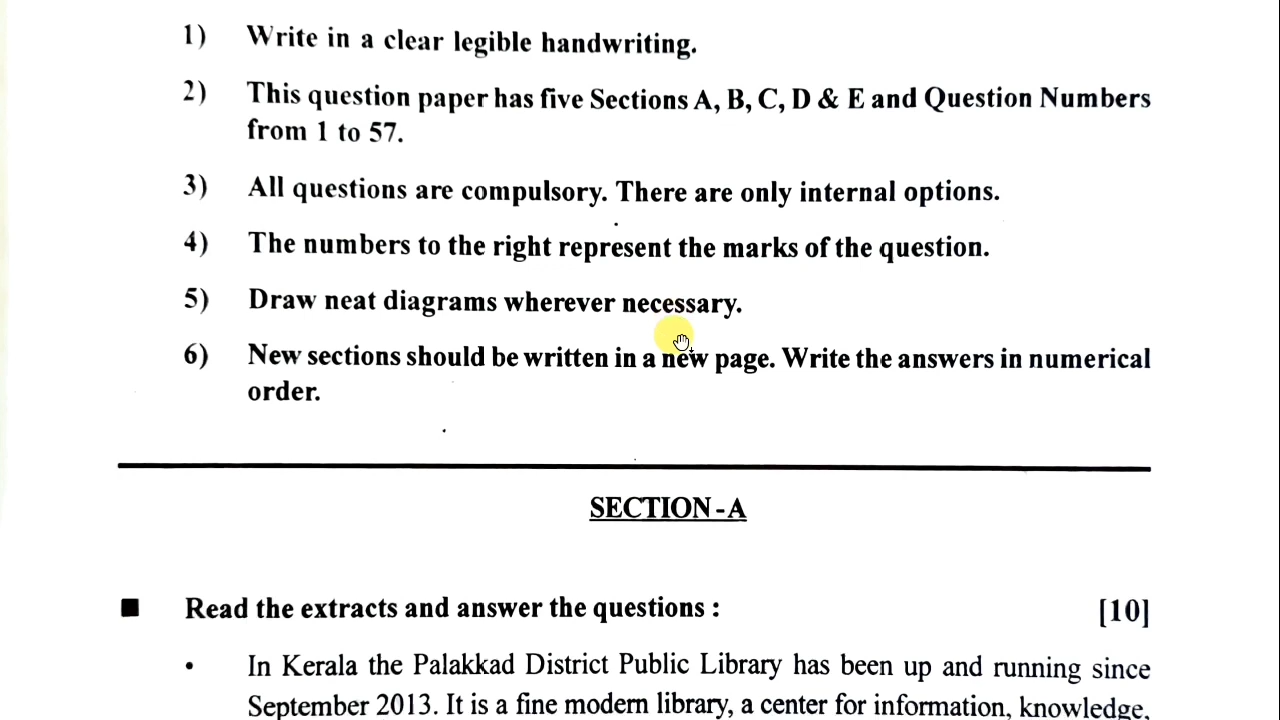 1) Write in a clear legible handwriting.
2) This question paper has five Sections A, B, C, D & E and Question Numbers
from 1 to 57.
3) All questions are compulsory. There are only internal options.
4) The numbers to the right represent the marks of the question.
5) Draw neat diagrams wherever necessary.
6) New sections should be written in a new page. Write the answers in numerical
order.
SECTION-A
■ Read the extracts and answer the questions : [10]
• In Kerala the Palakkad District Public Library has been up and running since
September 2013. It is a fine modern library, a center for information, knowledge,